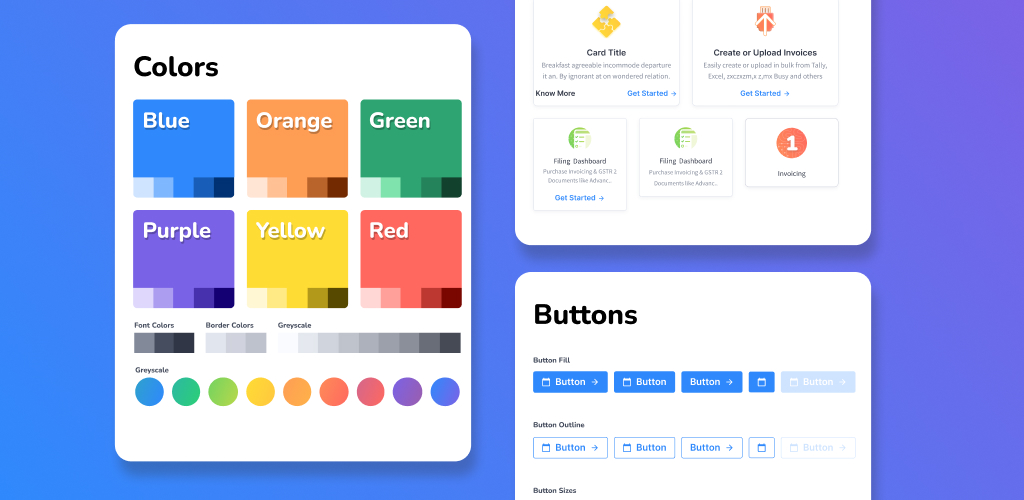 Colors
Blue
Orange
Green
Purple
Yellow
Red
Font Colors
Border Colors
Greyscale
Greyscale
Card Title
Breakfast agreeable incommode departure
it an. By ignorant at on wondered relation.
Know More
Get Started →
Create or Upload Invoices
Easily create or upload in bulk from Tally,
Excel, zxczxzm,x z,mx Busy and others
Get Started →
Filing Dashboard
Purchase Invoicing & GSTR 2
Documents like Advanc..
Get Started →
Filing Dashboard
Purchase Invoicing & GSTR 2
Documents like Advanc..
1
Invoicing
Buttons
Button Fill
Button →
Button
Button →
Button →
Button Outline
Button →
Button
Button →
Button →
Button Sizes